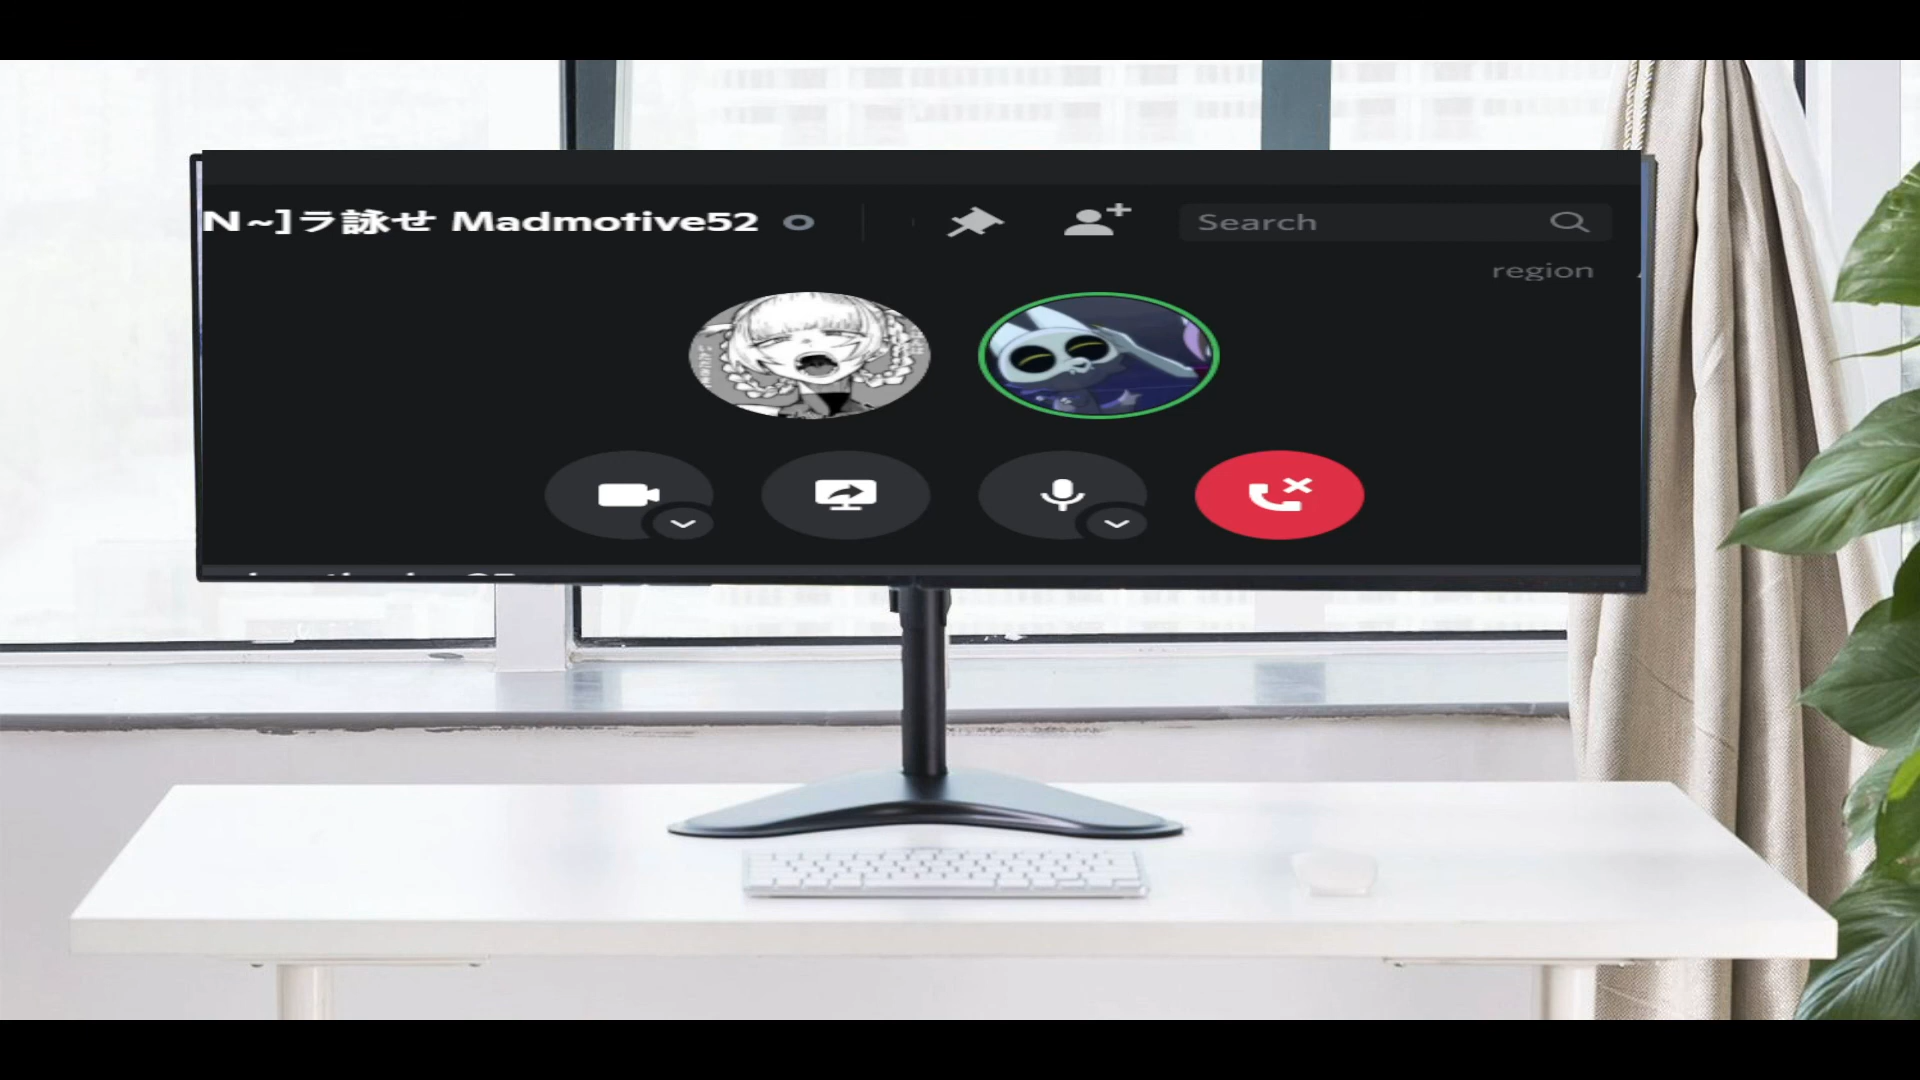 N~]ラ詠せ Madmotive52
Search
region